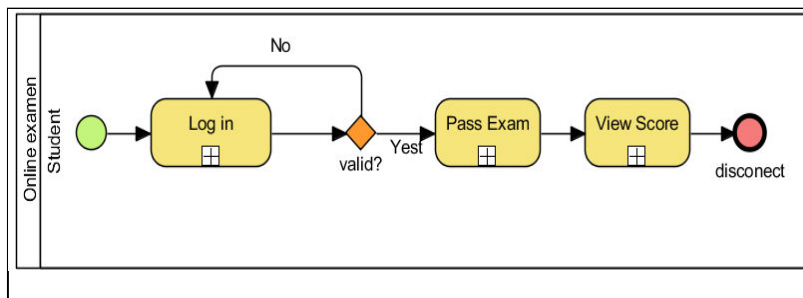 Online examen
Student
No
Log in
valid?
Yest
Pass Exam
View Score
disconect